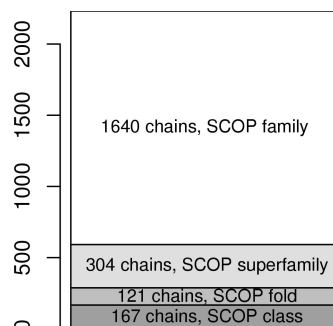 2000
1500
1000
500
0
1640 chains, SCOP family
304 chains, SCOP superfamily
121 chains, SCOP fold
167 chains, SCOP class